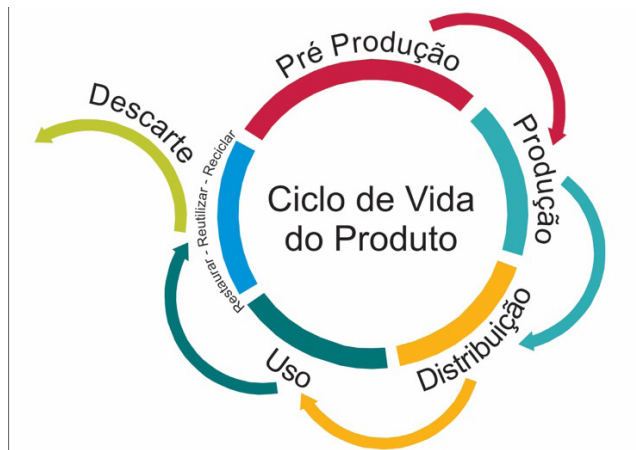 Pré Produção
Produção
Distribuição
Uso
Restaurar - Reutilizar - Reciclar
Descarte
Ciclo de Vida
do Produto